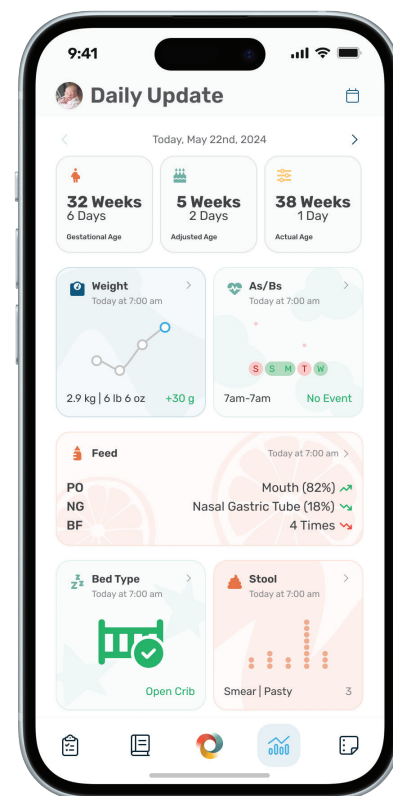 9:41
Daily Update
Today, May 22nd, 2024
32 Weeks
6 Days
Gestational Age
5 Weeks
2 Days
Adjusted Age
38 Weeks
1 Day
Actual Age
Weight
Today at 7:00 am
2.9 kg | 6 lb 6 oz +30 g
As/Bs
Today at 7:00 am
S S M T W
7am-7am No Event
Feed Today at 7:00 am
PO Mouth (82%)
NG Nasal Gastric Tube (18%)
BF 4 Times
Bed Type
Today at 7:00 am
zzz
Open Crib
Stool
Today at 7:00 am
Smear | Pasty 3